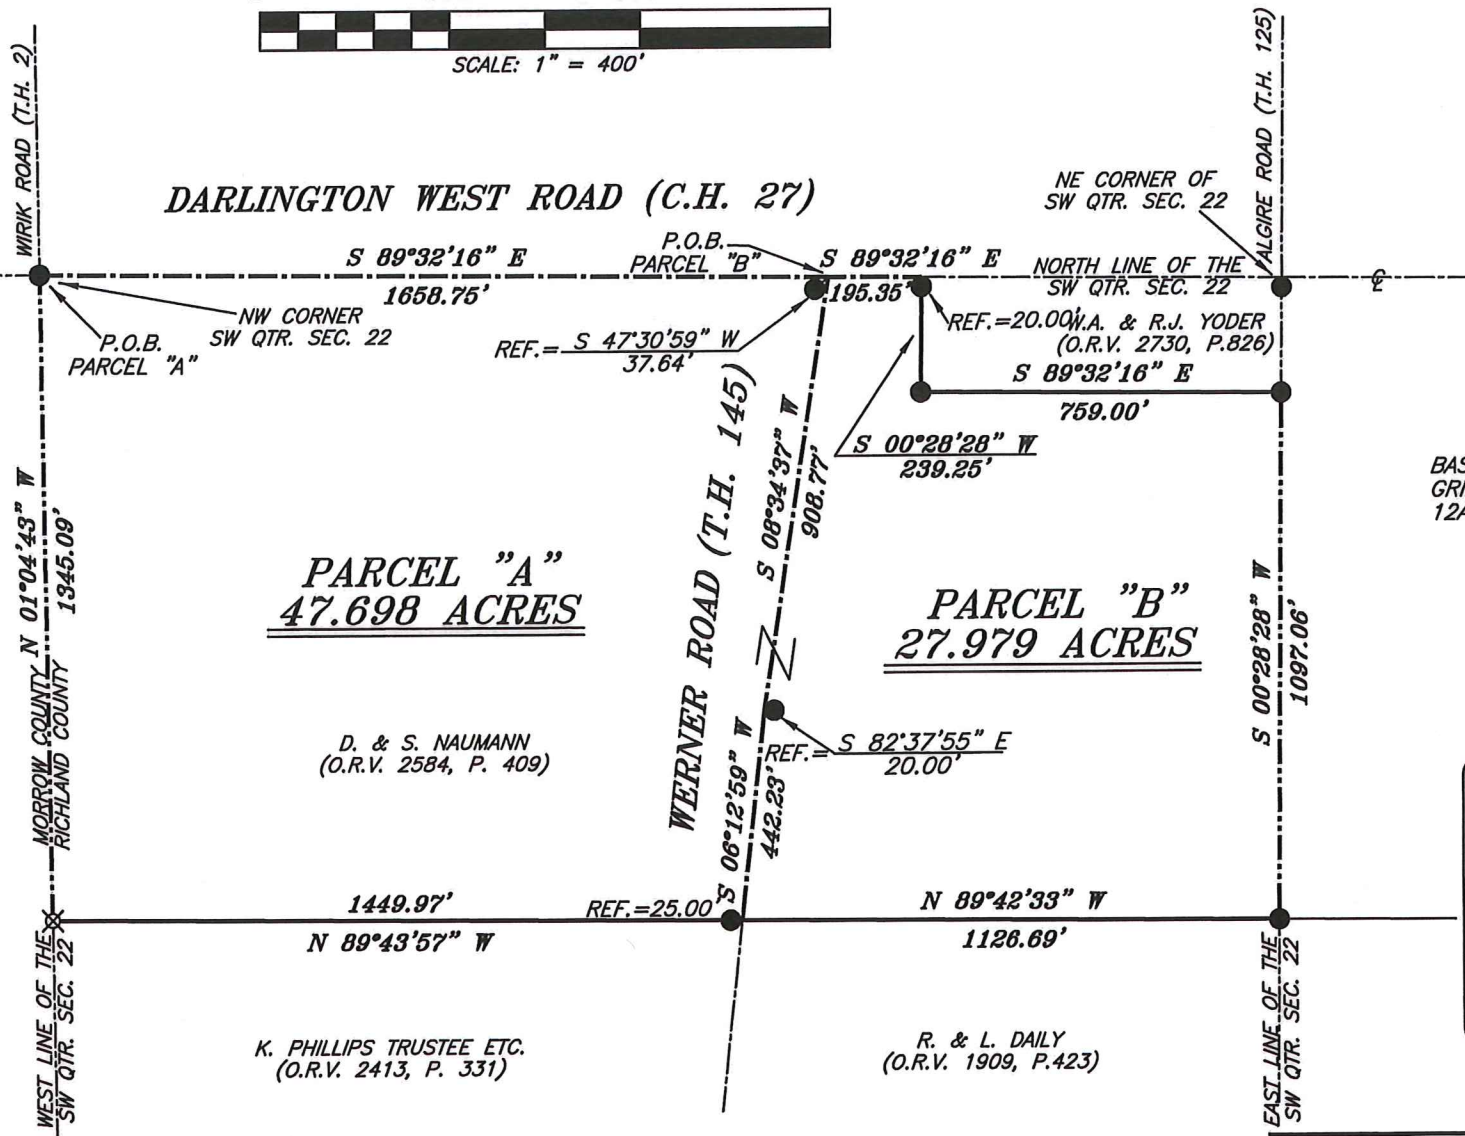 SCALE: 1" = 400'
WIRIK ROAD (T.H. 2)
ALGIRE ROAD (T.H. 125)
DARLINGTON WEST ROAD (C.H. 27)
NE CORNER OF
SW QTR. SEC. 22
S 89°32'16" E
1658.75'
P.O.B.
PARCEL "B"
S 89°32'16" E
195.35'
NORTH LINE OF THE
SW QTR. SEC. 22
NW CORNER
SW QTR. SEC. 22
P.O.B.
PARCEL "A"
REF.= S 47°30'59" W
37.64'
REF.=20.00'
W.A. & R.J. YODER
(O.R.V. 2730, P.826)
S 89°32'16" E
759.00'
S 00°28'28" W
239.25'
N 01°04'43" W
1345.09'
WERNER ROAD (T.H. 145)
S 08°34'37" W
908.77'
PARCEL "A"
47.698 ACRES
PARCEL "B"
27.979 ACRES
S 00°28'28" W
1097.06'
MORROW COUNTY
RICHLAND COUNTY
D. & S. NAUMANN
(O.R.V. 2584, P. 409)
REF.= S 82°37'55" E
20.00'
S 06°12'59" W
442.23'
1449.97'
N 89°43'57" W
REF.=25.00'
N 89°42'33" W
1126.69'
WEST LINE OF THE
SW QTR. SEC. 22
K. PHILLIPS TRUSTEE ETC.
(O.R.V. 2413, P. 331)
R. & L. DAILY
(O.R.V. 1909, P.423)
EAST LINE OF THE
SW QTR. SEC. 22